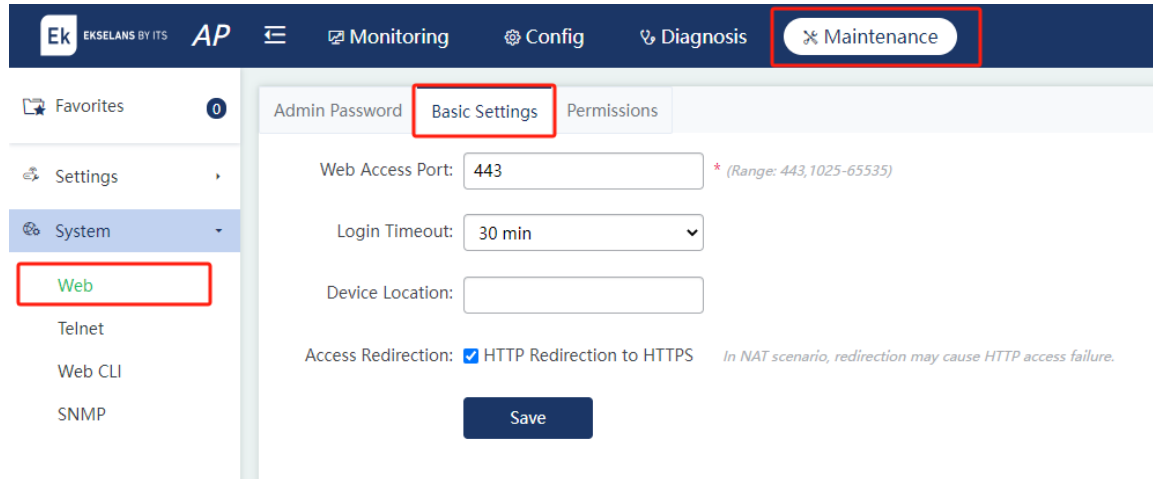 Ek EKSELANS BY ITS AP Monitoring Config Diagnosis Maintenance
Favorites 0
Settings
System
Web
Telnet
Web CLI
SNMP
Admin Password Basic Settings Permissions
Web Access Port: 443 * (Range: 443,1025-65535)
Login Timeout: 30 min
Device Location:
Access Redirection: HTTP Redirection to HTTPS In NAT scenario, redirection may cause HTTP access failure.
Save